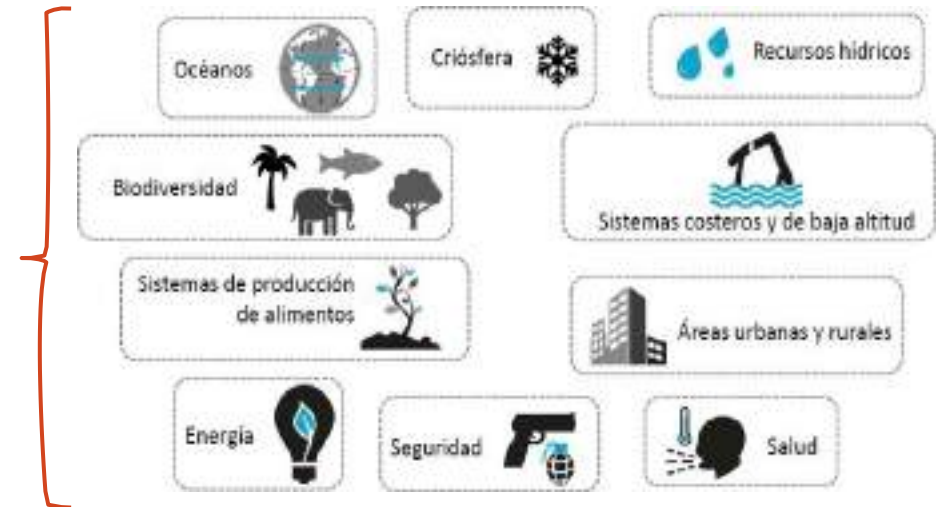 Océanos
Criósfera
Recursos hídricos
Biodiversidad
Sistemas costeros y de baja altitud
Sistemas de producción
de alimentos
Áreas urbanas y rurales
Energía
Seguridad
Salud